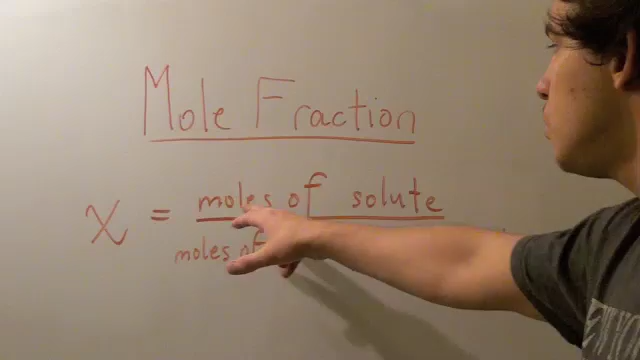 Mole Fraction
χ = moles of solute
moles of